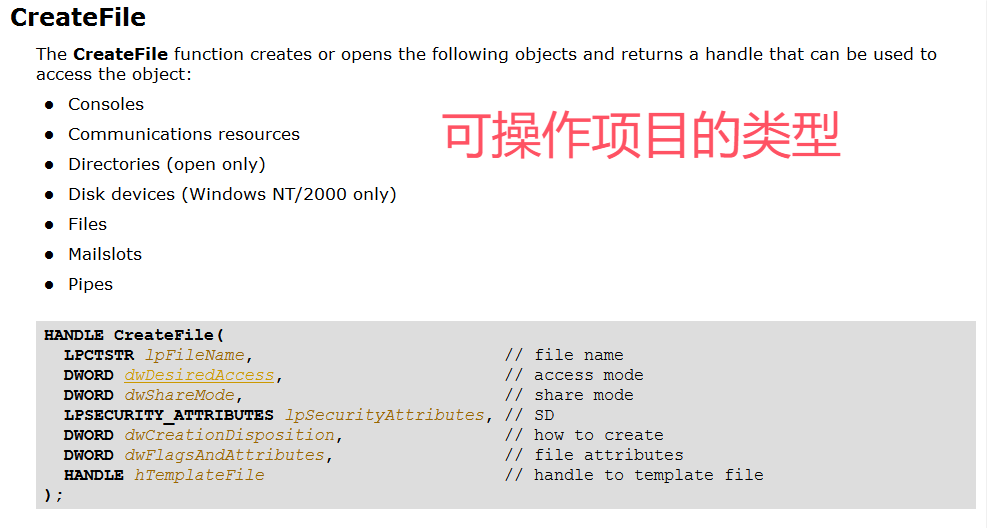 CreateFile
The CreateFile function creates or opens the following objects and returns a handle that can be used to
access the object:
● Consoles
● Communications resources
● Directories (open only)
● Disk devices (Windows NT/2000 only)
● Files
● Mailslots
● Pipes
可操作项目的类型
HANDLE CreateFile(
  LPCTSTR lpFileName,                         // file name
  DWORD dwDesiredAccess,                      // access mode
  DWORD dwShareMode,                          // share mode
  LPSECURITY_ATTRIBUTES lpSecurityAttributes, // SD
  DWORD dwCreationDisposition,                // how to create
  DWORD dwFlagsAndAttributes,                 // file attributes
  HANDLE hTemplateFile                        // handle to template file
);